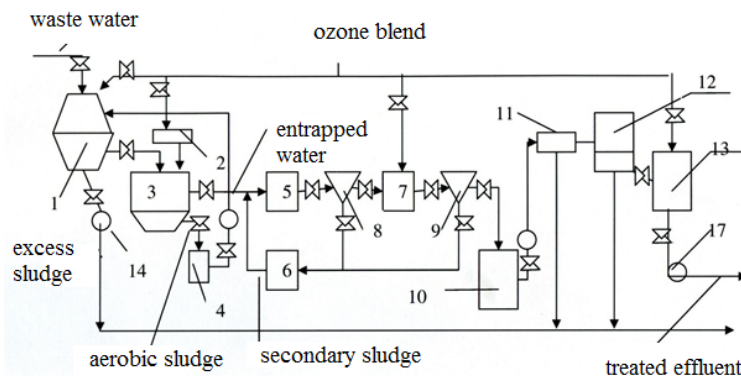 waste water
ozone blend
12
11
entrapped
water
2
13
3
5
7
1
8
9
17
excess
sludge
14
6
10
4
aerobic sludge
secondary sludge
treated effluent